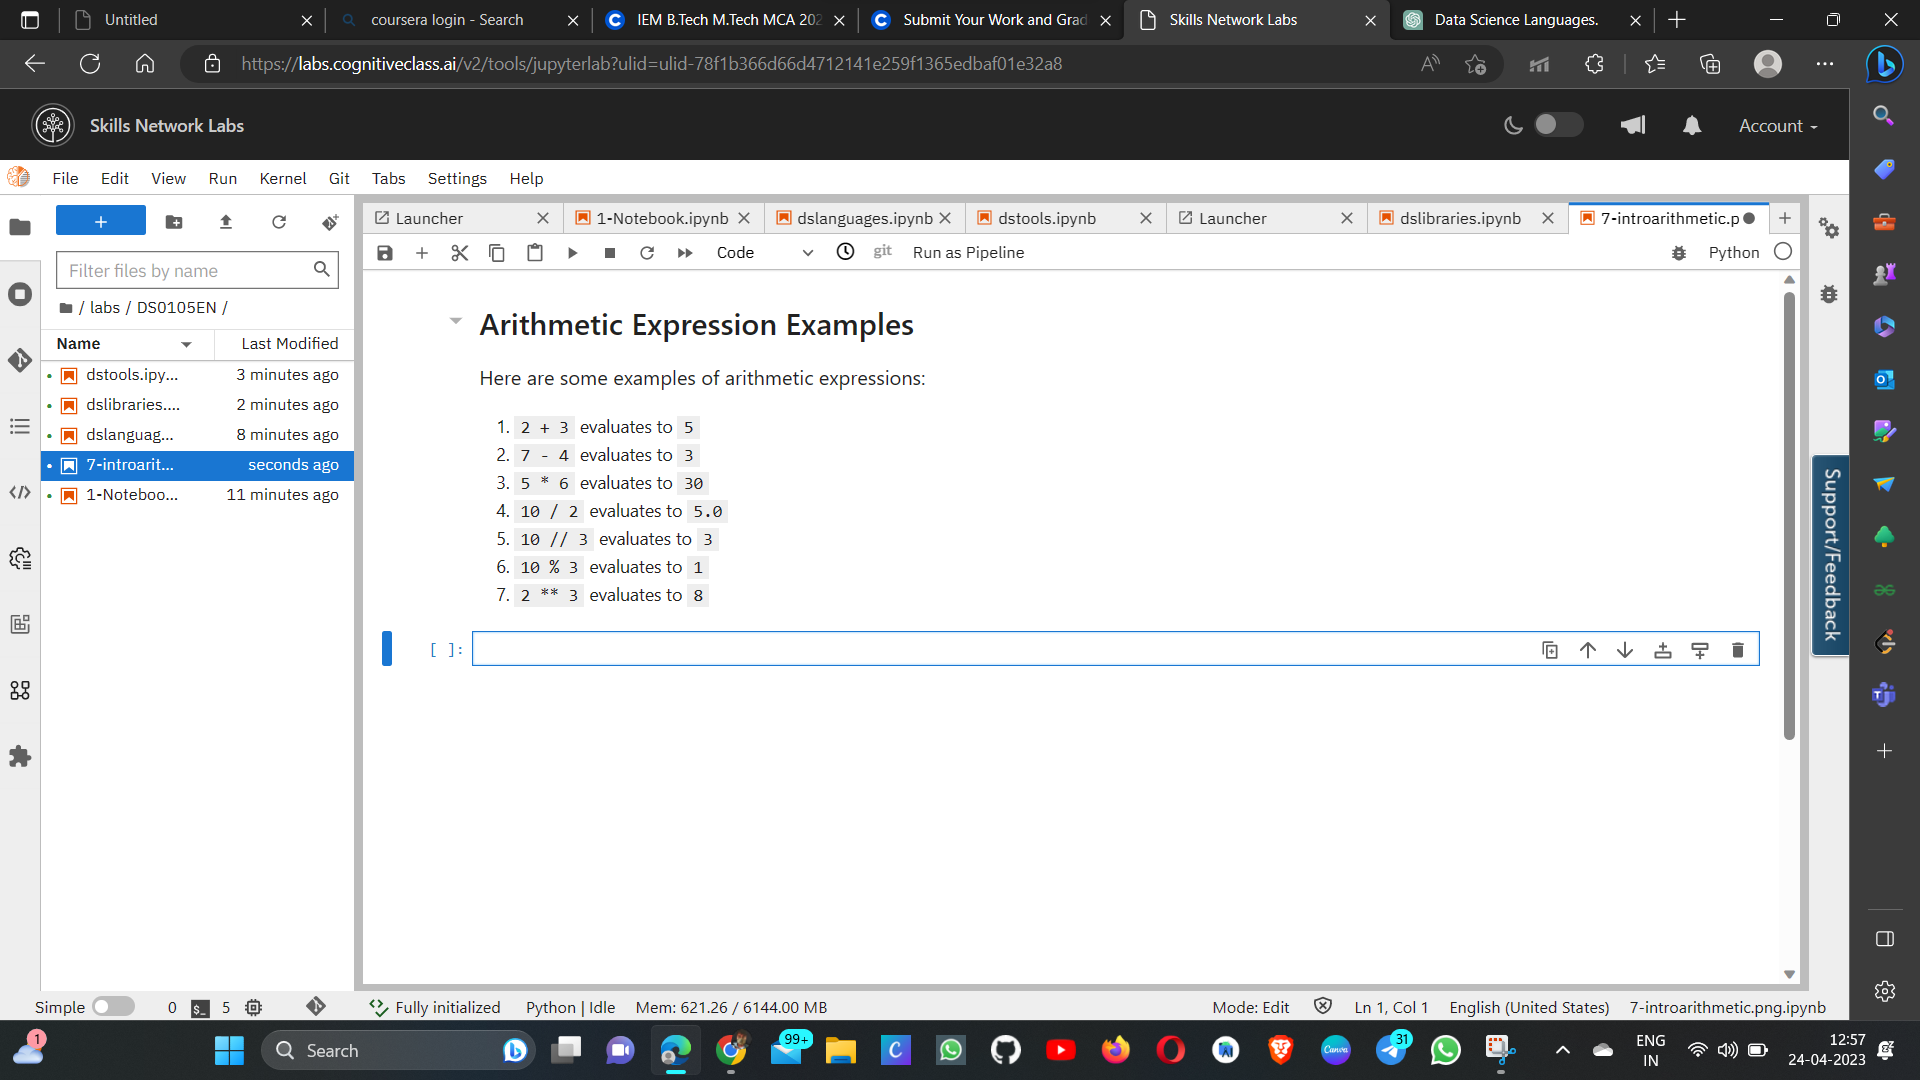 Untitled
coursera login - Search
IEM B.Tech M.Tech MCA 202
Submit Your Work and Grad
Skills Network Labs
Data Science Languages.
https://labs.cognitiveclass.ai/v2/tools/jupyterlab?ulid=ulid-78f1b366d66d4712141e259f1365edbaf01e32a8
Skills Network Labs
Account
File Edit View Run Kernel Git Tabs Settings Help
Launcher
1-Notebook.ipynb
dslanguages.ipynb
dstools.ipynb
Launcher
dslibraries.ipynb
7-introarithmetic.p
Code
git
Run as Pipeline
Python
Filter files by name
/ labs / DS0105EN /
Name Last Modified
dstools.ipy... 3 minutes ago
dslibraries.... 2 minutes ago
dslanguag... 8 minutes ago
7-introarit... seconds ago
1-Noteboo... 11 minutes ago
Arithmetic Expression Examples
Here are some examples of arithmetic expressions:
1. 2 + 3 evaluates to 5
2. 7 - 4 evaluates to 3
3. 5 * 6 evaluates to 30
4. 10 / 2 evaluates to 5.0
5. 10 // 3 evaluates to 3
6. 10 % 3 evaluates to 1
7. 2 ** 3 evaluates to 8
[ ]:
Support/Feedback
Simple 0 $_ 5 Fully initialized Python | Idle Mem: 621.26 / 6144.00 MB Mode: Edit Ln 1, Col 1 English (United States) 7-introarithmetic.png.ipynb
1
Search
99+
C
Canva
31
ENG
IN
12:57
24-04-2023